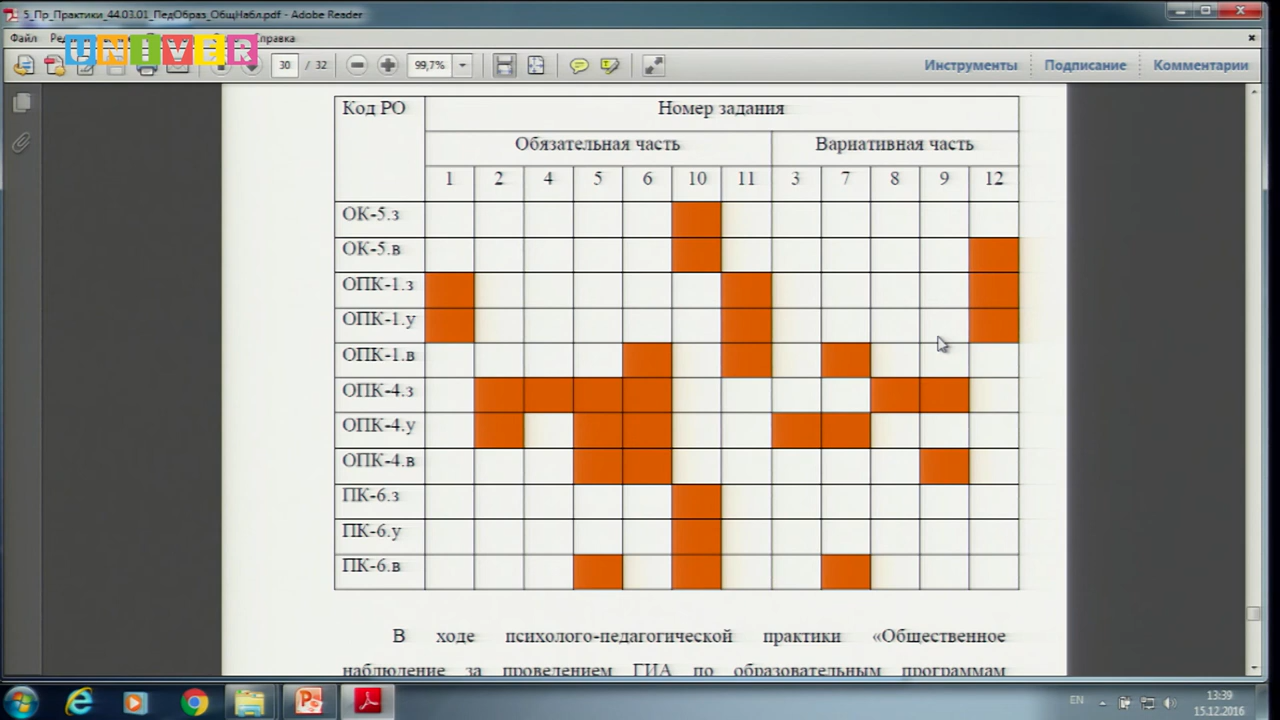 5_Пр_Практики_44.03.01_ПедОбраз_ОбщНабл.pdf - Adobe Reader
Файл
Справка
UNIVER
30 / 32
99,7%
Инструменты Подписание Комментарии
Код РО Номер задания
Обязательная часть Вариативная часть
1 2 4 5 6 10 11 3 7 8 9 12
ОК-5.з
ОК-5.в
ОПК-1.з
ОПК-1.у
ОПК-1.в
ОПК-4.з
ОПК-4.у
ОПК-4.в
ПК-6.з
ПК-6.у
ПК-6.в
В ходе психолого-педагогической практики «Общественное
наблюдение за проведением ГИА по образовательным программам
EN
13:39
15.12.2016